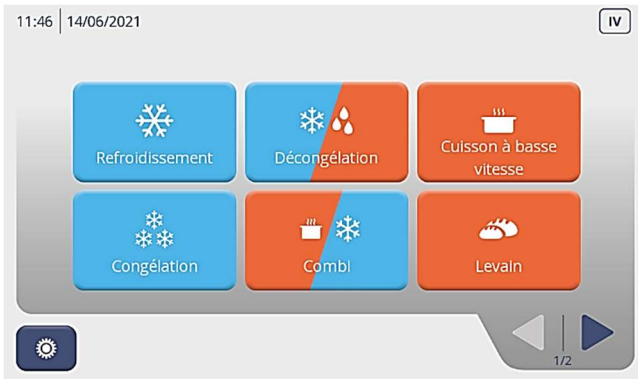 11:46 14/06/2021 IV
Refroidissement Décongélation Cuisson à basse
vitesse
Congélation Combi Levain
1/2